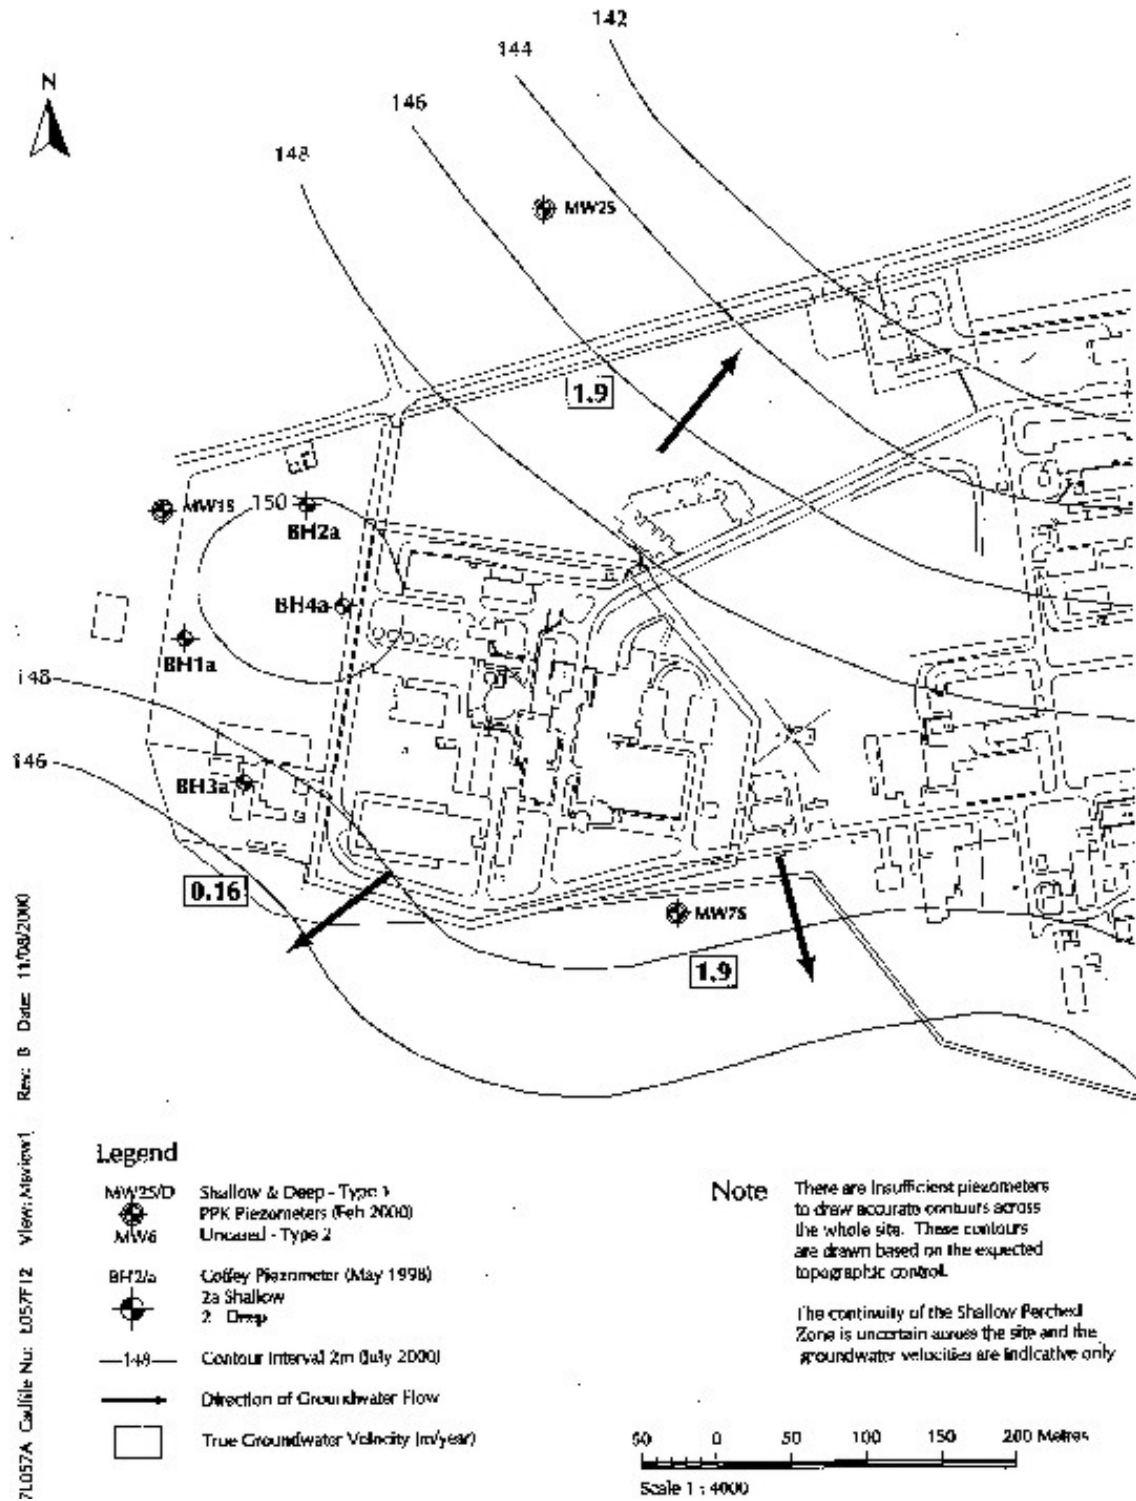 142
144
N
146
148
MW2S
1.9
MW1S
150
BH2a
BH4a
BH1a
148
146
BH3a
0.16
MW7S
1.9
Rev: B Date: 11/08/2000
Legend
MW2S/D Shallow & Deep - Type 1
PPK Piezometers (Feb 2000)
MW6 Uncased - Type 2
BH2/a Coffey Piezometer (May 1998)
2a Shallow
2 Deep
148 Contour Interval 2m (July 2000)
Direction of Groundwater Flow
True Groundwater Velocity (m/year)
Note There are insufficient piezometers
to draw accurate contours across
the whole site. These contours
are drawn based on the expected
topographic control.
The continuity of the Shallow Perched
Zone is uncertain across the site and the
groundwater velocities are indicative only
50 0 50 100 150 200 Metres
Scale 1 : 4000